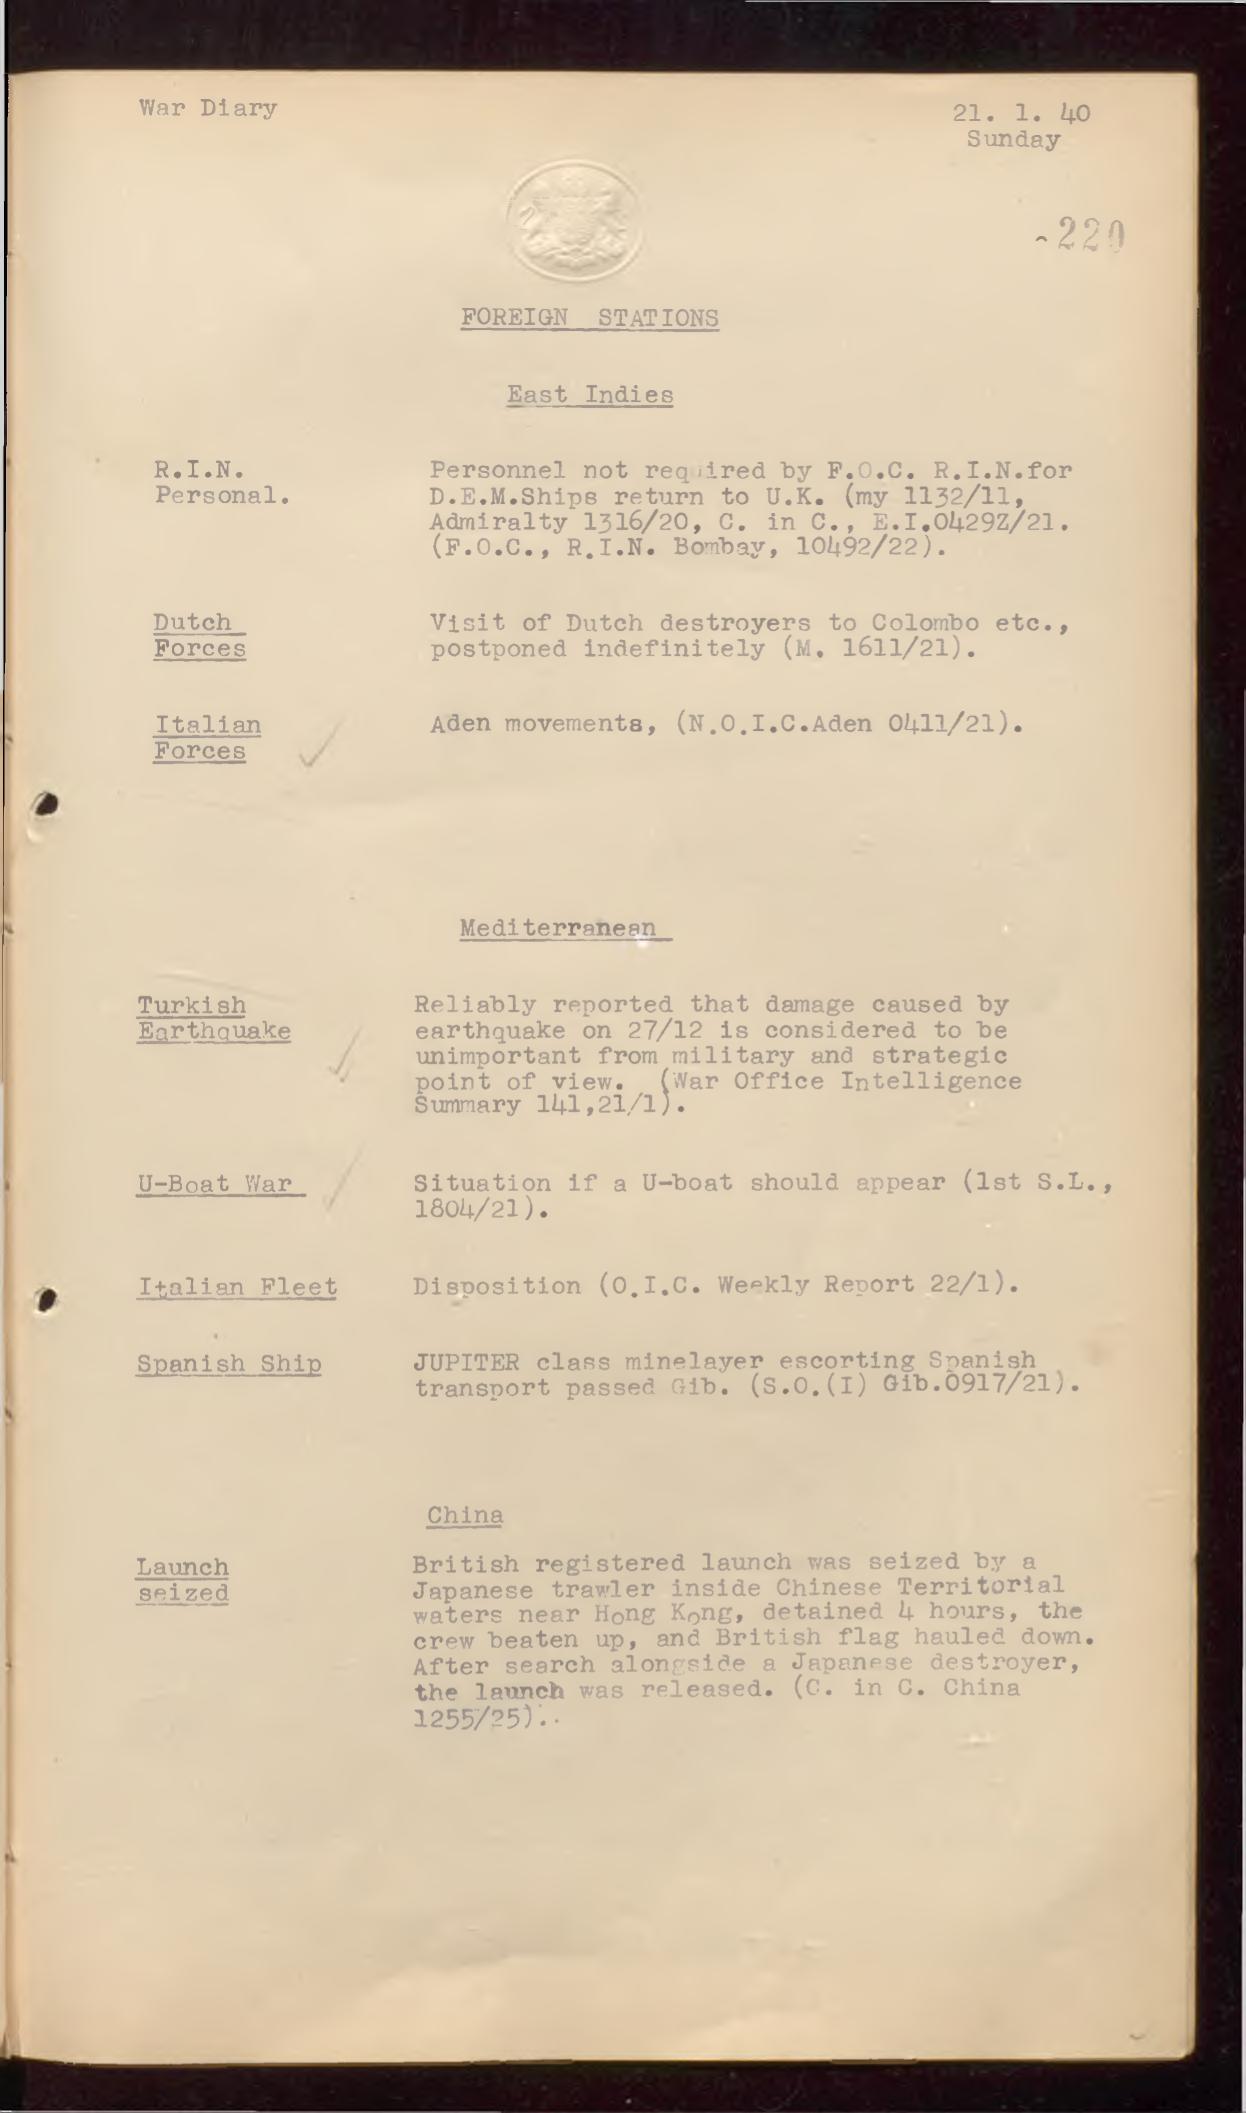 War Diary
21. 1. 40
Sunday
220
FOREIGN STATIONS
East Indies
R.I.N.
Personal.
Personnel not required by F.O.C. R.I.N.for
D.E.M.Ships return to U.K. (my 1132/11,
Admiralty 1316/20, C. in C., E.I.0429Z/21.
(F.O.C., R.I.N. Bombay, 10492/22).
Dutch
Forces
Visit of Dutch destroyers to Colombo etc.,
postponed indefinitely (M. 1611/21).
Italian
Forces
Aden movements, (N.O.I.C.Aden 0411/21).
Mediterranean
Turkish
Earthquake
Reliably reported that damage caused by
earthquake on 27/12 is considered to be
unimportant from military and strategic
point of view. (War Office Intelligence
Summary 141,21/1).
U-Boat War
Situation if a U-boat should appear (1st S.L.,
1804/21).
Italian Fleet
Disposition (O.I.C. Weekly Report 22/1).
Spanish Ship
JUPITER class minelayer escorting Spanish
transport passed Gib. (S.O.(I) Gib.0917/21).
China
Launch
seized
British registered launch was seized by a
Japanese trawler inside Chinese Territorial
waters near Hong Kong, detained 4 hours, the
crew beaten up, and British flag hauled down.
After search alongside a Japanese destroyer,
the launch was released. (C. in C. China
1255/25)..